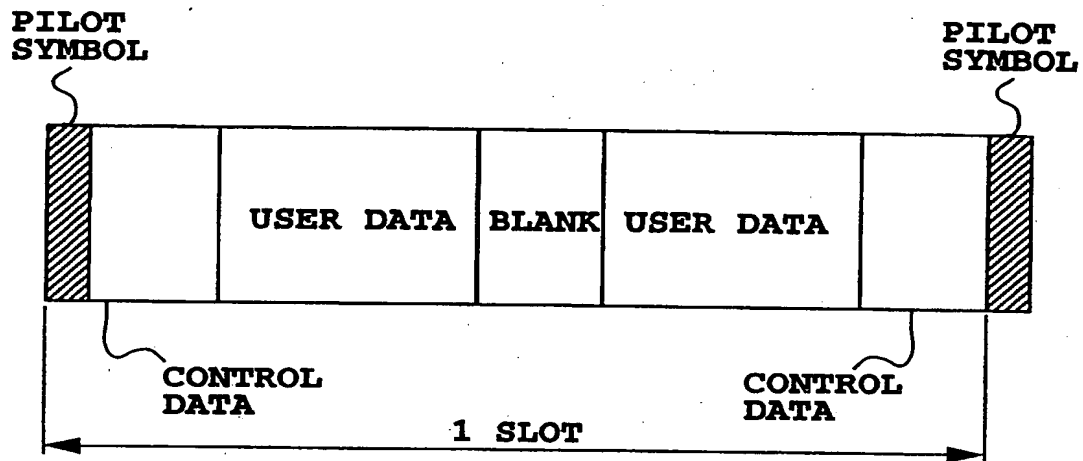 PILOT
SYMBOL
PILOT
SYMBOL
USER DATA
BLANK
USER DATA
CONTROL
DATA
CONTROL
DATA
1 SLOT